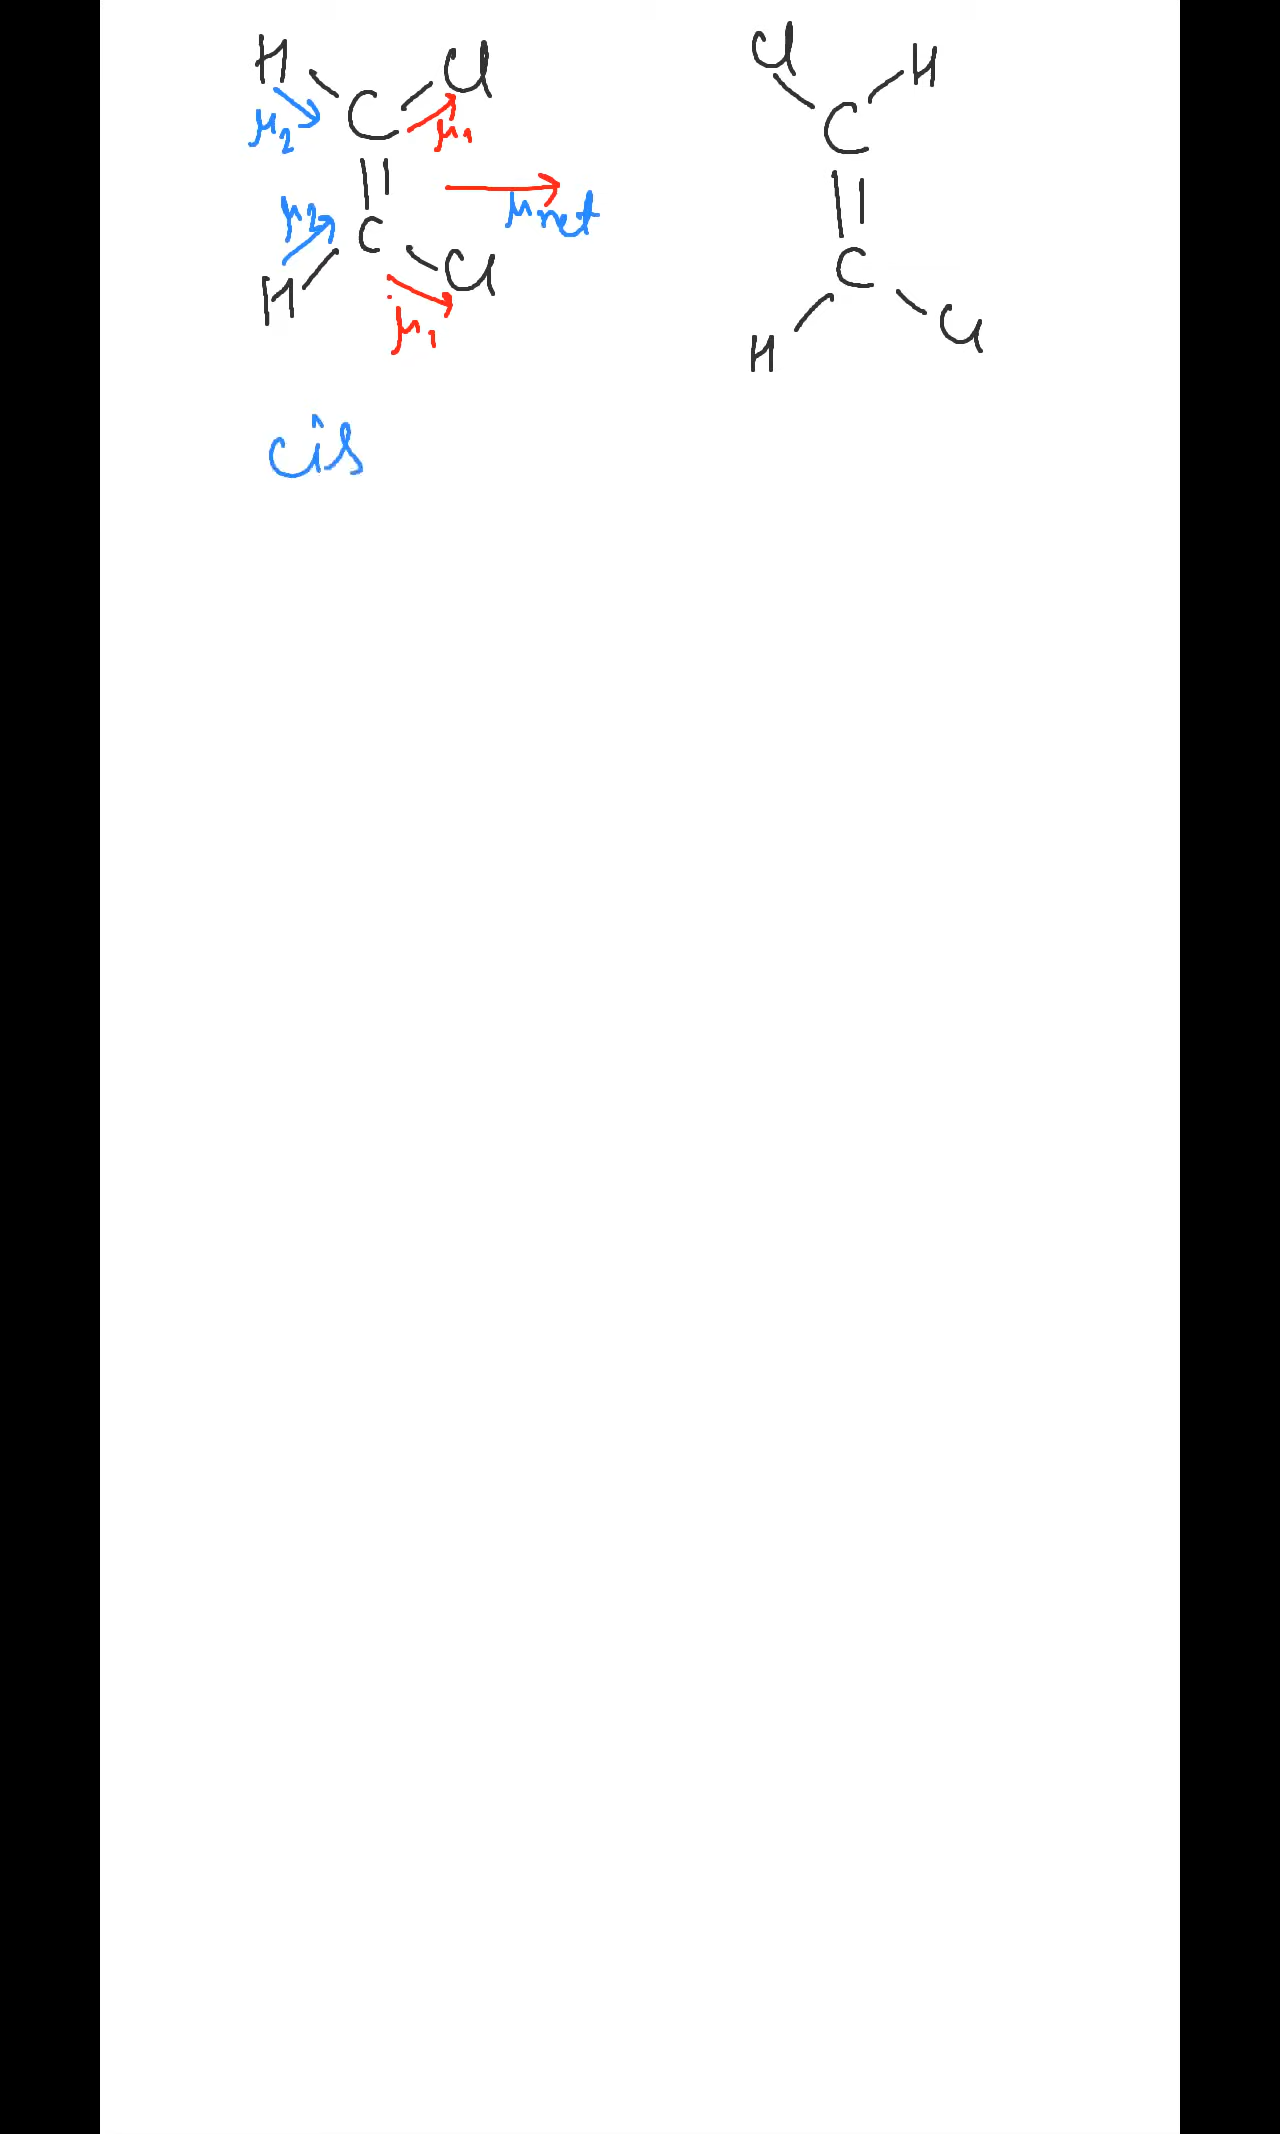 H Cl Cl H
C C
μ2 μ1
|| ||
μnet
μ2
C C
H Cl H Cl
μ1
cis